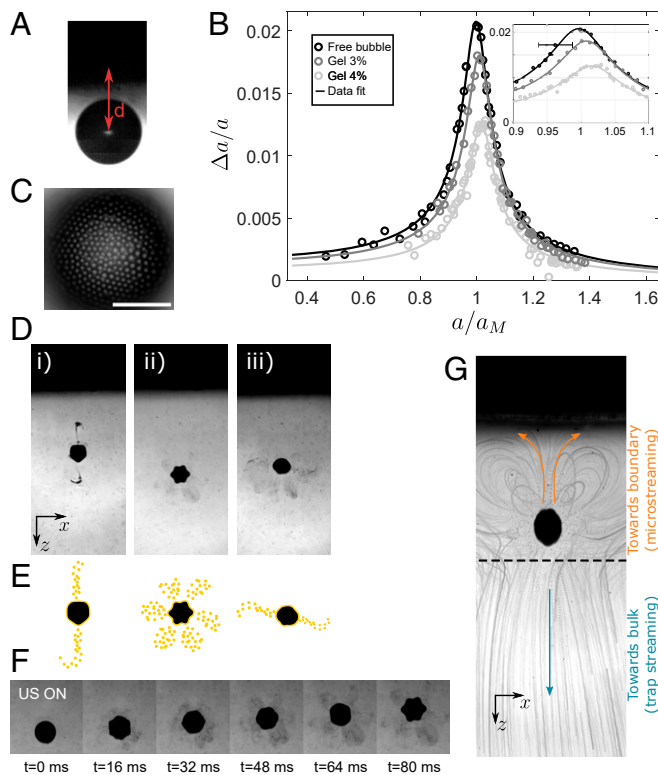 A
d
B
Free bubble
Gel 3%
Gel 4%
Data fit
Δa/a
0.02
0.015
0.01
0.005
0
0.02
0.01
0
0.9
0.95
1
1.05
1.1
0.4
0.6
0.8
1
1.2
1.4
1.6
a/a_M
C
D
i)
ii)
iii)
x
z
E
F
US ON
t=0 ms
t=16 ms
t=32 ms
t=48 ms
t=64 ms
t=80 ms
G
Towards boundary
(microstreaming)
Towards bulk
(trap streaming)
x
z